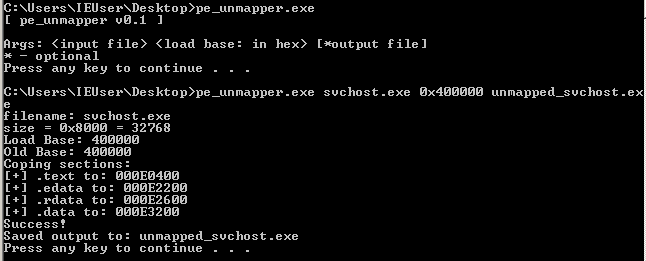 C:\Users\IEUser\Desktop>pe_unmapper.exe
[ pe_unmapper v0.1 ]
Args: <input file> <load base: in hex> [*output file]
* - optional
Press any key to continue . . .
C:\Users\IEUser\Desktop>pe_unmapper.exe svchost.exe 0x400000 unmapped_svchost.ex
e
filename: svchost.exe
size = 0x8000 = 32768
Load Base: 400000
Old Base: 400000
Coping sections:
[+] .text to: 000E0400
[+] .edata to: 000E2200
[+] .rdata to: 000E2600
[+] .data to: 000E3200
Success!
Saved output to: unmapped_svchost.exe
Press any key to continue . . .